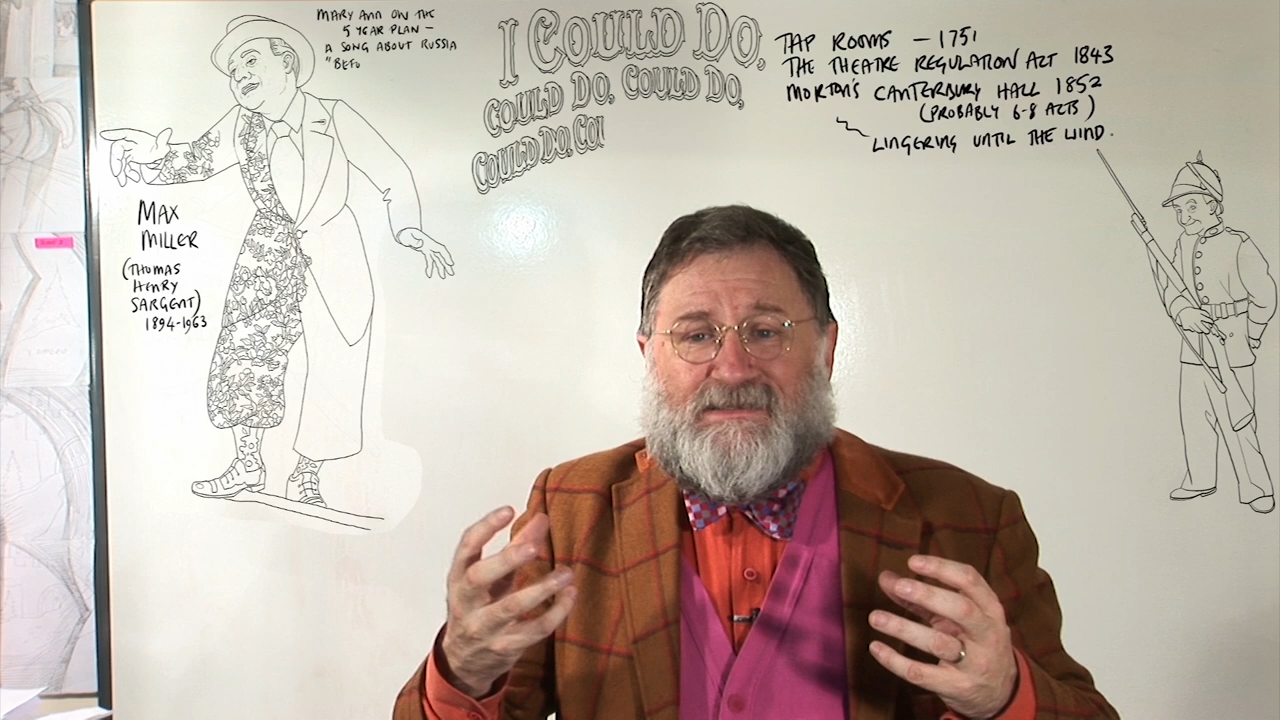 MARY ANN ON THE
5 YEAR PLAN –
A SONG ABOUT RUSSIA
"BEFO
I COULD DO,
COULD DO, COULD DO,
COULD DO, COU
TAP ROOMS – 1751
THE THEATRE REGULATION ACT 1843
MORTON'S CANTERBURY HALL 1852
(PROBABLY 6-8 ACTS)
LINGERING UNTIL THE WIND.
MAX
MILLER
(THOMAS
HENRY
SARGENT)
1894-1963